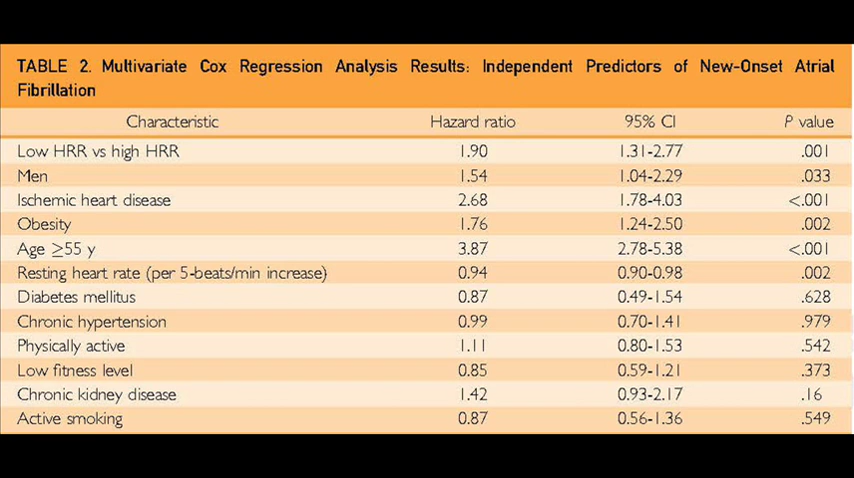 TABLE 2. Multivariate Cox Regression Analysis Results: Independent Predictors of New-Onset Atrial
Fibrillation
Characteristic Hazard ratio 95% CI P value
Low HRR vs high HRR 1.90 1.31-2.77 .001
Men 1.54 1.04-2.29 .033
Ischemic heart disease 2.68 1.78-4.03 <.001
Obesity 1.76 1.24-2.50 .002
Age ≥55 y 3.87 2.78-5.38 <.001
Resting heart rate (per 5-beats/min increase) 0.94 0.90-0.98 .002
Diabetes mellitus 0.87 0.49-1.54 .628
Chronic hypertension 0.99 0.70-1.41 .979
Physically active 1.11 0.80-1.53 .542
Low fitness level 0.85 0.59-1.21 .373
Chronic kidney disease 1.42 0.93-2.17 .16
Active smoking 0.87 0.56-1.36 .549